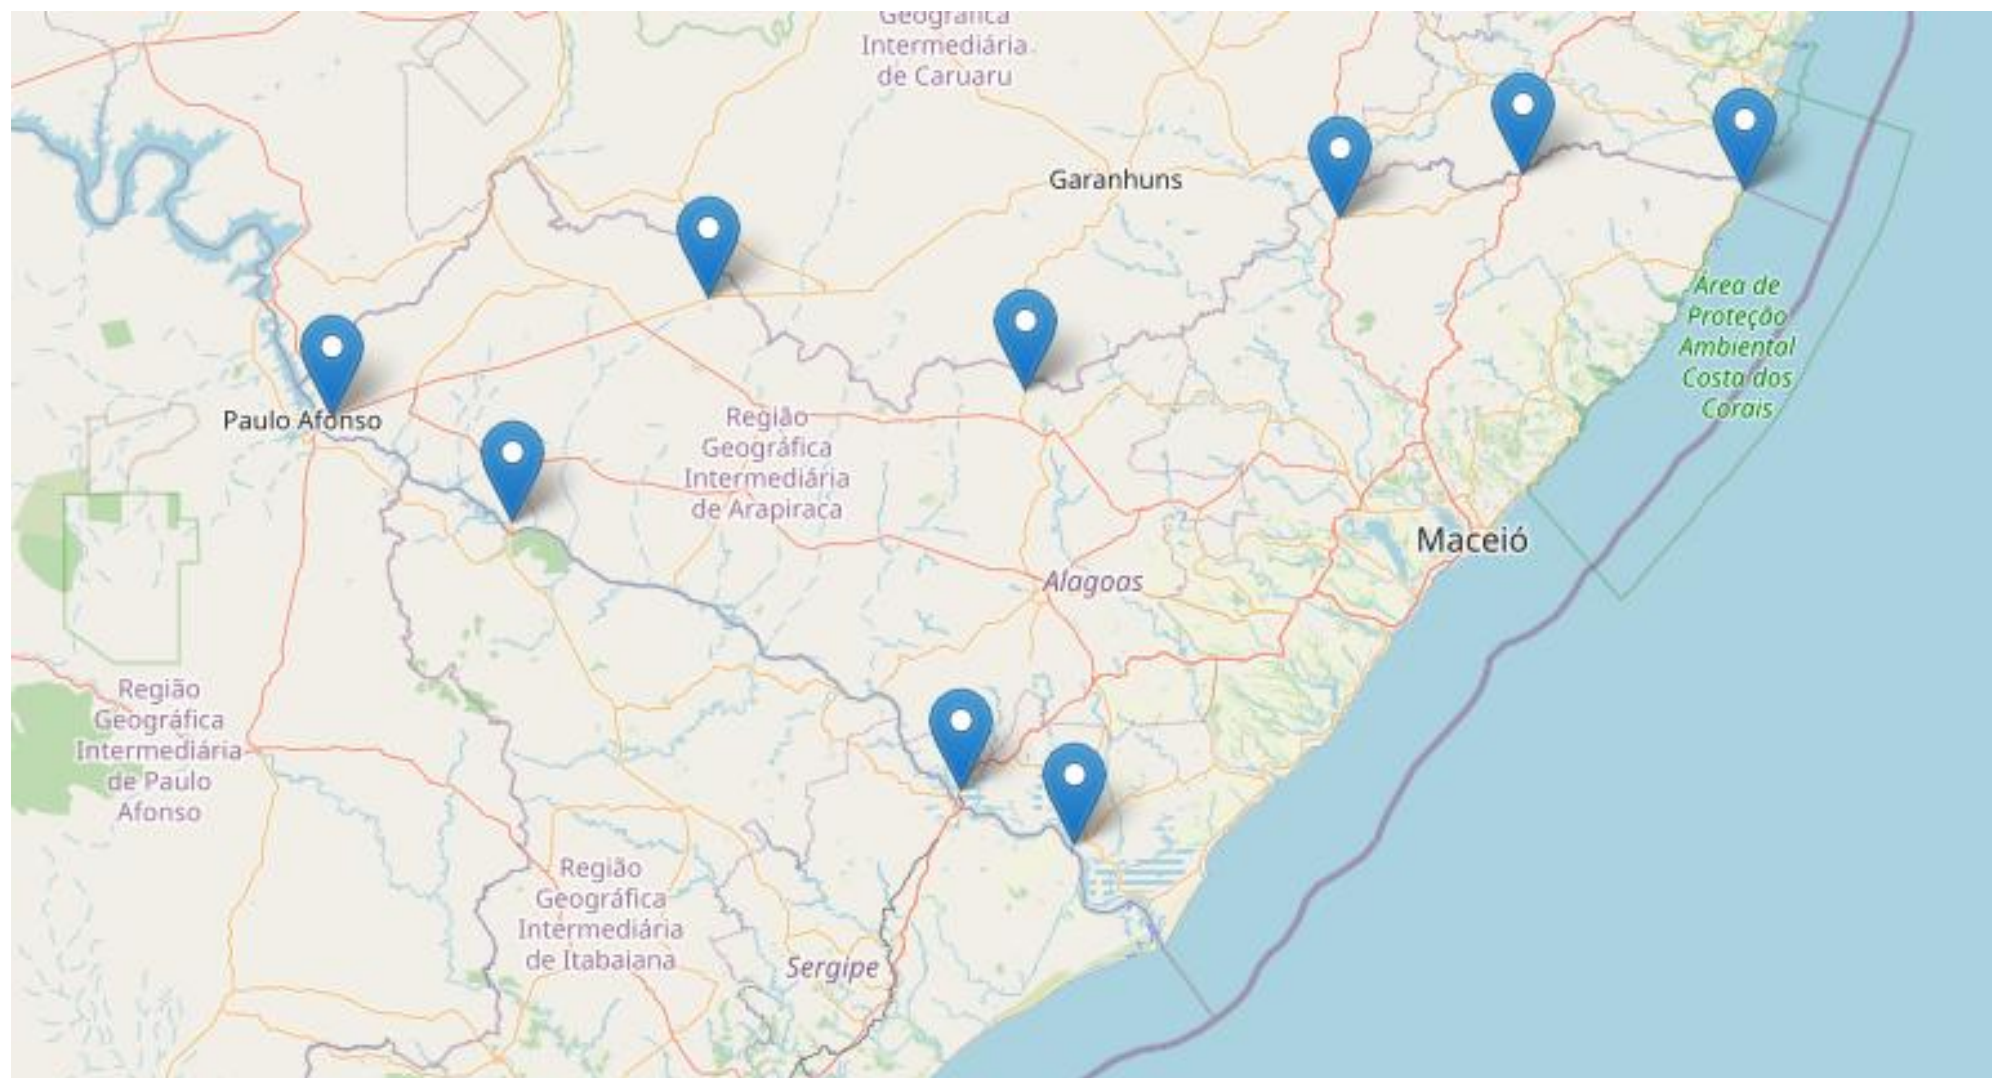 Geográfica
Intermediária
de Caruaru
Garanhuns
Área de
Proteção
Ambiental
Costa dos
Corais
Paulo Afonso
Região
Geográfica
Intermediária
de Arapiraca
Maceió
Alagoas
Região
Geográfica
Intermediária
de Paulo
Afonso
Região
Geográfica
Intermediária
de Itabaiana
Sergipe